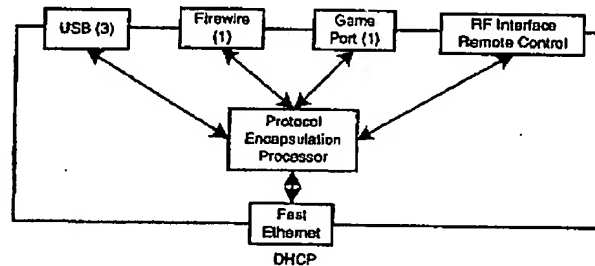 USB (3)
Firewire
(1)
Game
Port (1)
RF Interface
Remote Control
Protocol
Encapsulation
Processor
Fast
Ethernet
DHCP